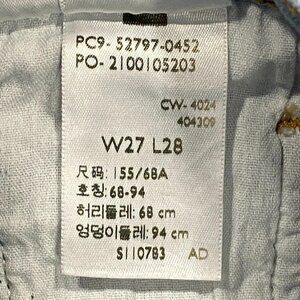 PC9- 52797-0452
PO-2100105203
CW-4024
404309
W27 L28
尺码: 155/68A
호칭: 68-94
허리둘레: 68 cm
엉덩이둘레: 94 cm
S110783 AD